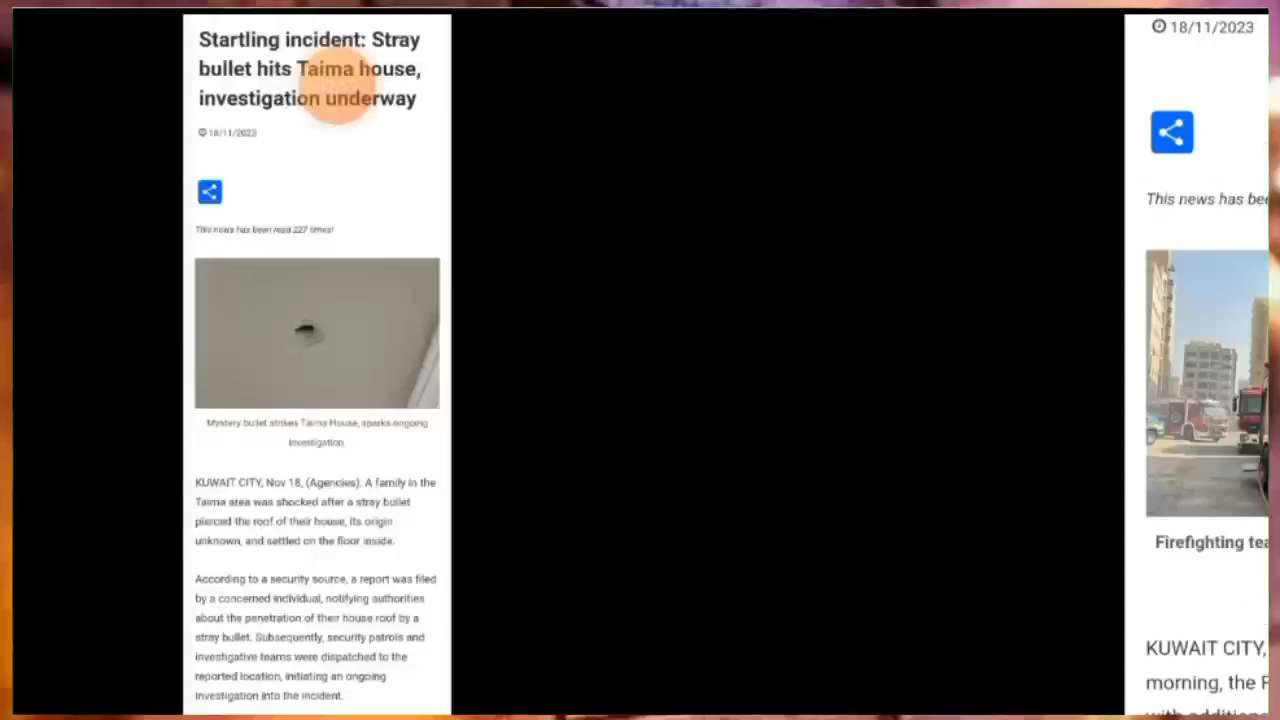 Startling incident: Stray
bullet hits Taima house,
investigation underway
18/11/2023
This news has been read 227 times!
Mystery bullet strikes Taima House, sparks ongoing
investigation.
KUWAIT CITY, Nov 18, (Agencies): A family in the
Taima area was shocked after a stray bullet
pierced the roof of their house, its origin
unknown, and settled on the floor inside.
According to a security source, a report was filed
by a concerned individual, notifying authorities
about the penetration of their house roof by a
stray bullet. Subsequently, security patrols and
investigative teams were dispatched to the
reported location, initiating an ongoing
investigation into the incident.
18/11/2023
This news has bee
Firefighting tea
KUWAIT CITY,
morning, the F